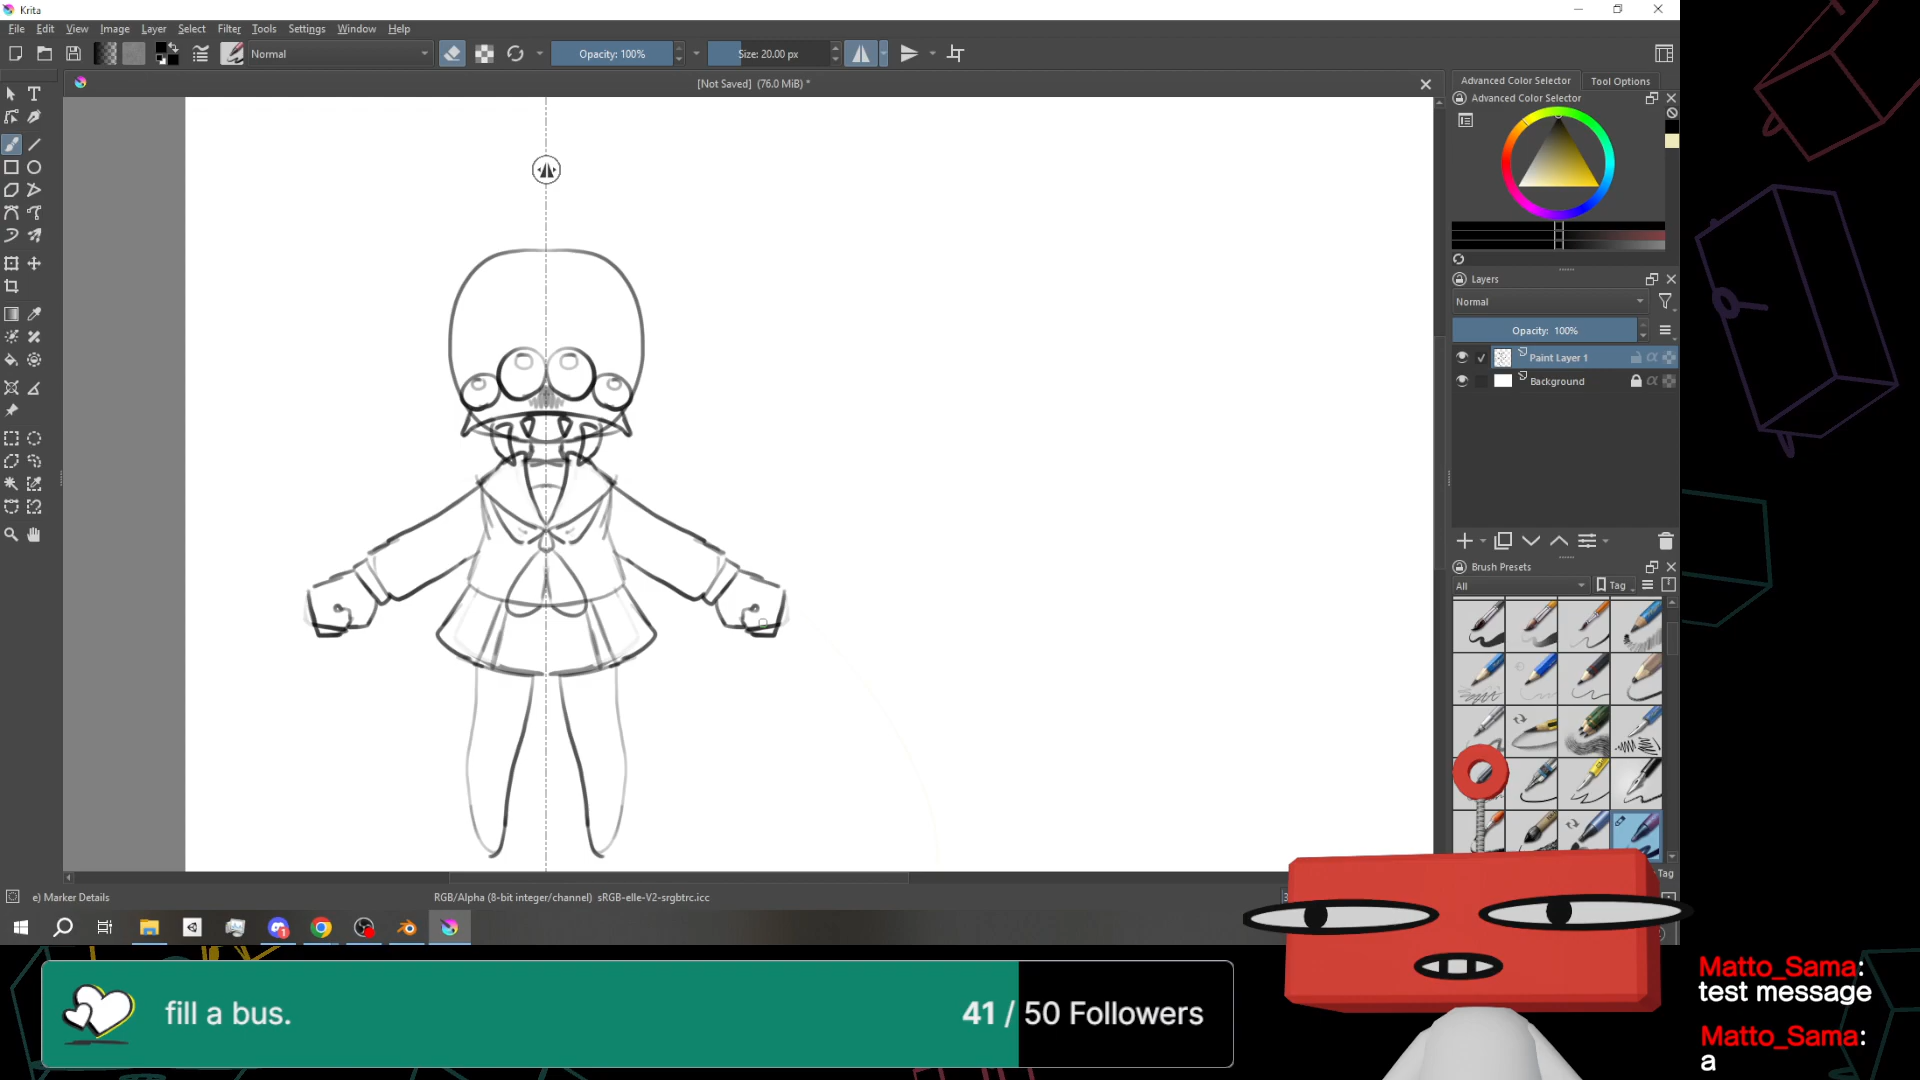 Krita
File Edit View Image Layer Select Filter Tools Settings Window Help
Normal
Opacity: 100%
Size: 20.00 px
[Not Saved] (76.0 MiB) *
Advanced Color Selector
Tool Options
Advanced Color Selector
Layers
Normal
Opacity: 100%
Paint Layer 1
Background
Brush Presets
All
Tag
Tag
e) Marker Details
RGB/Alpha (8-bit integer/channel) sRGB-elle-V2-srgbtrc.icc
fill a bus.
41 / 50 Followers
Matto_Sama:
test message
Matto_Sama:
a